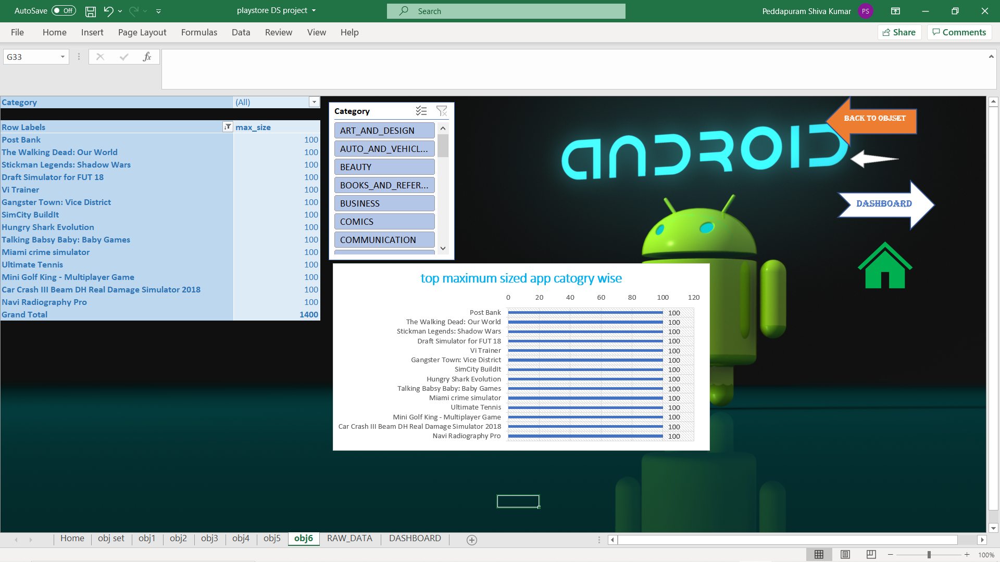 AutoSave Off playstore DS project Search Peddapuram Shiva Kumar PS
File Home Insert Page Layout Formulas Data Review View Help Share Comments
G33 fx
Category (All)
Row Labels max_size
Post Bank 100
The Walking Dead: Our World 100
Stickman Legends: Shadow Wars 100
Draft Simulator for FUT 18 100
Vi Trainer 100
Gangster Town: Vice District 100
SimCity BuildIt 100
Hungry Shark Evolution 100
Talking Babsy Baby: Baby Games 100
Miami crime simulator 100
Ultimate Tennis 100
Mini Golf King - Multiplayer Game 100
Car Crash III Beam DH Real Damage Simulator 2018 100
Navi Radiography Pro 100
Grand Total 1400
Category
ART_AND_DESIGN
AUTO_AND_VEHICL...
BEAUTY
BOOKS_AND_REFER...
BUSINESS
COMICS
COMMUNICATION
ANDROID
BACK TO OBJSET
DASHBOARD
top maximum sized app catogry wise
0 20 40 60 80 100 120
Post Bank 100
The Walking Dead: Our World 100
Stickman Legends: Shadow Wars 100
Draft Simulator for FUT 18 100
Vi Trainer 100
Gangster Town: Vice District 100
SimCity BuildIt 100
Hungry Shark Evolution 100
Talking Babsy Baby: Baby Games 100
Miami crime simulator 100
Ultimate Tennis 100
Mini Golf King - Multiplayer Game 100
Car Crash III Beam DH Real Damage Simulator 2018 100
Navi Radiography Pro 100
Home obj set obj1 obj2 obj3 obj4 obj5 obj6 RAW_DATA DASHBOARD
100%